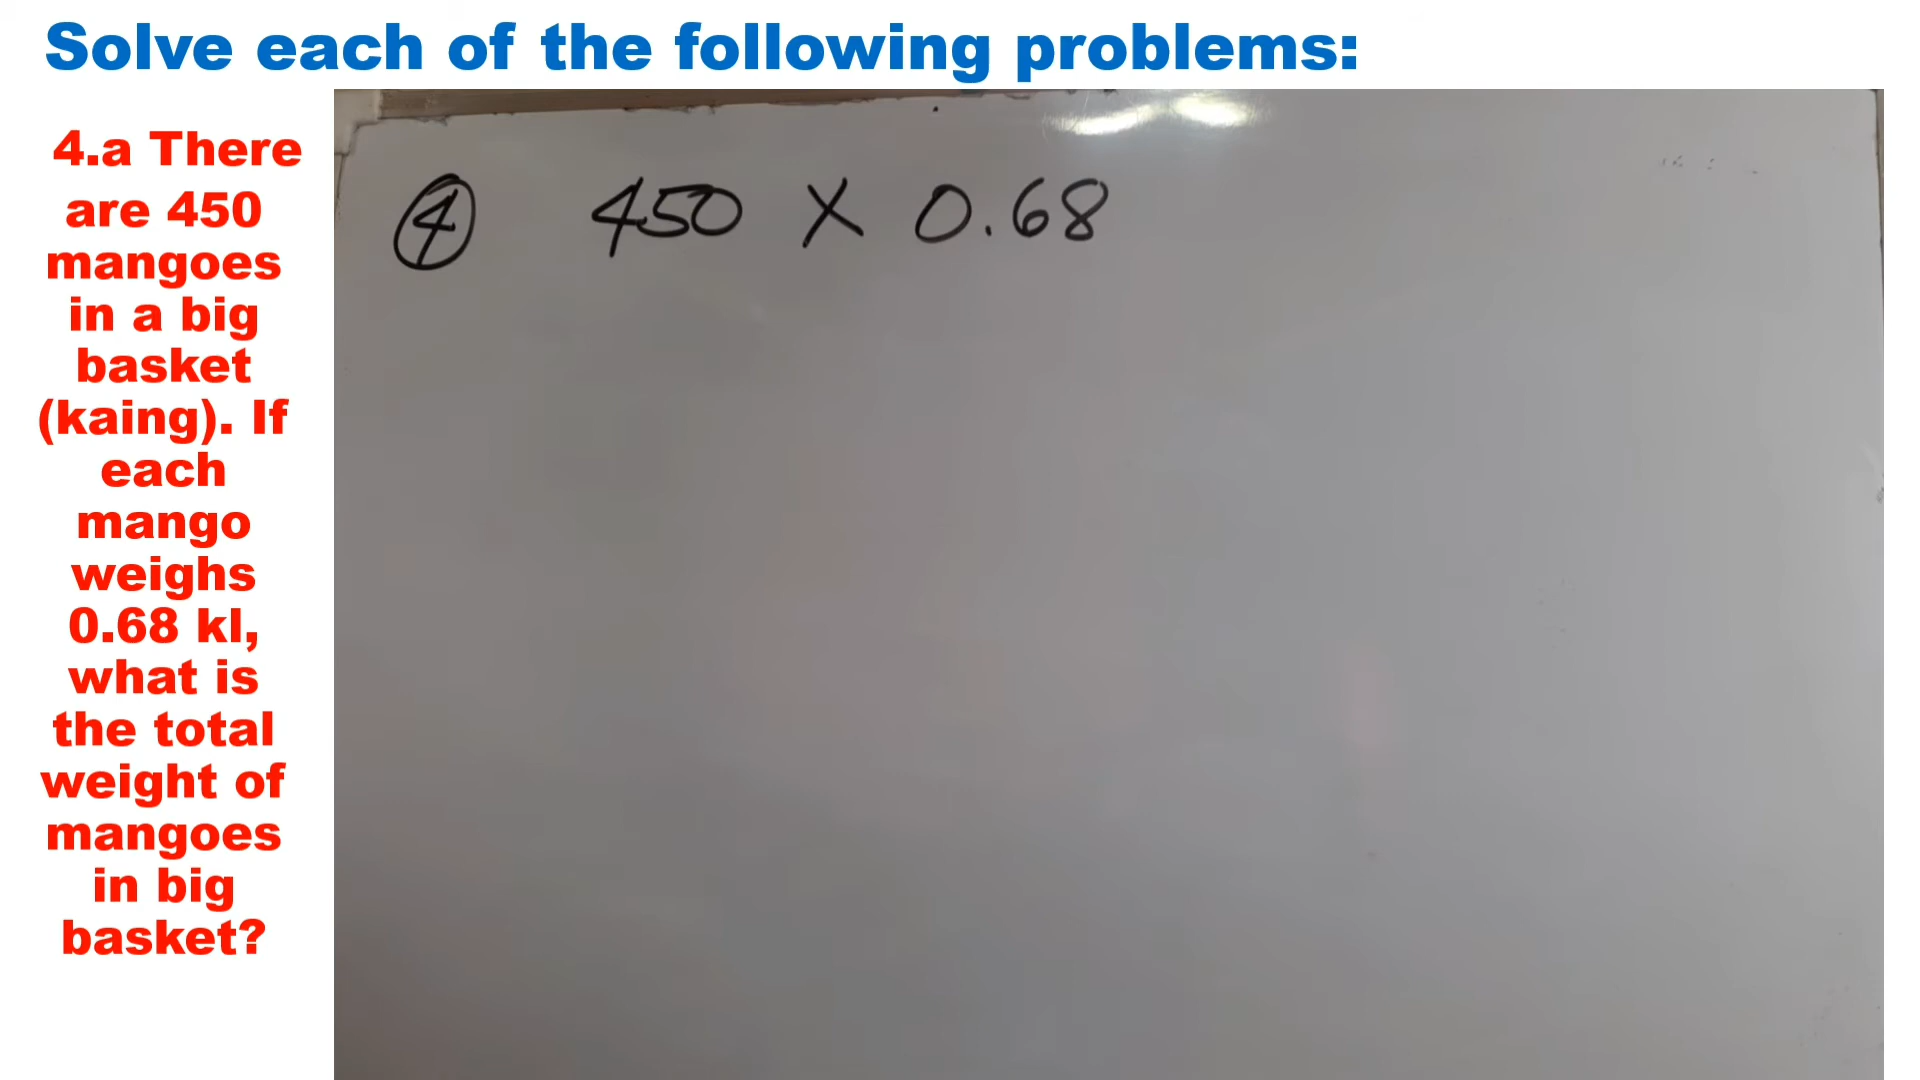 Solve each of the following problems:
4.a There
are 450
mangoes
in a big
basket
(kaing). If
each
mango
weighs
0.68 kl,
what is
the total
weight of
mangoes
in big
basket?
4 450 X 0.68